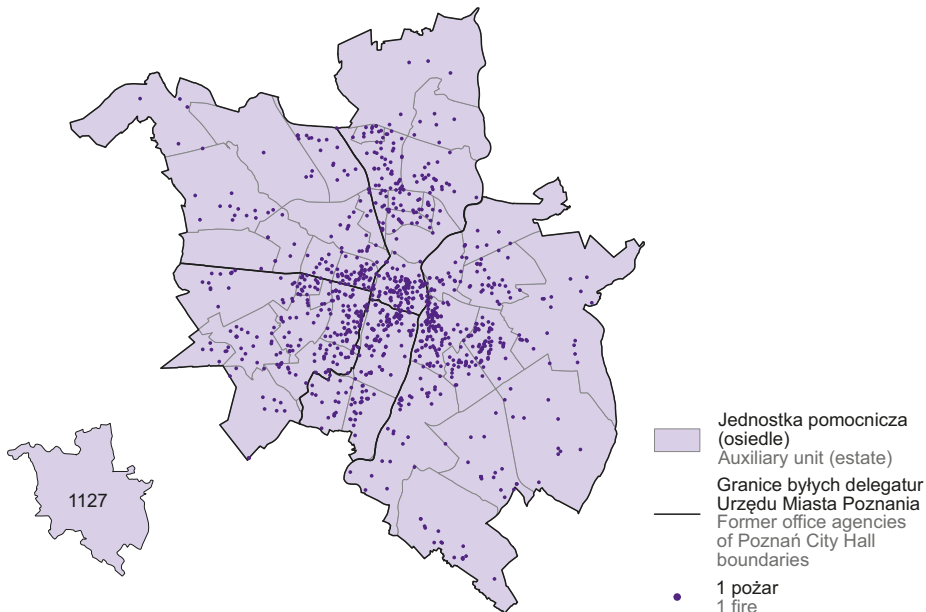 1127
Jednostka pomocnicza
(osiedle)
Auxiliary unit (estate)
Granice byłych delegatur
Urzędu Miasta Poznania
Former office agencies
of Poznań City Hall
boundaries
1 pożar
1 fire